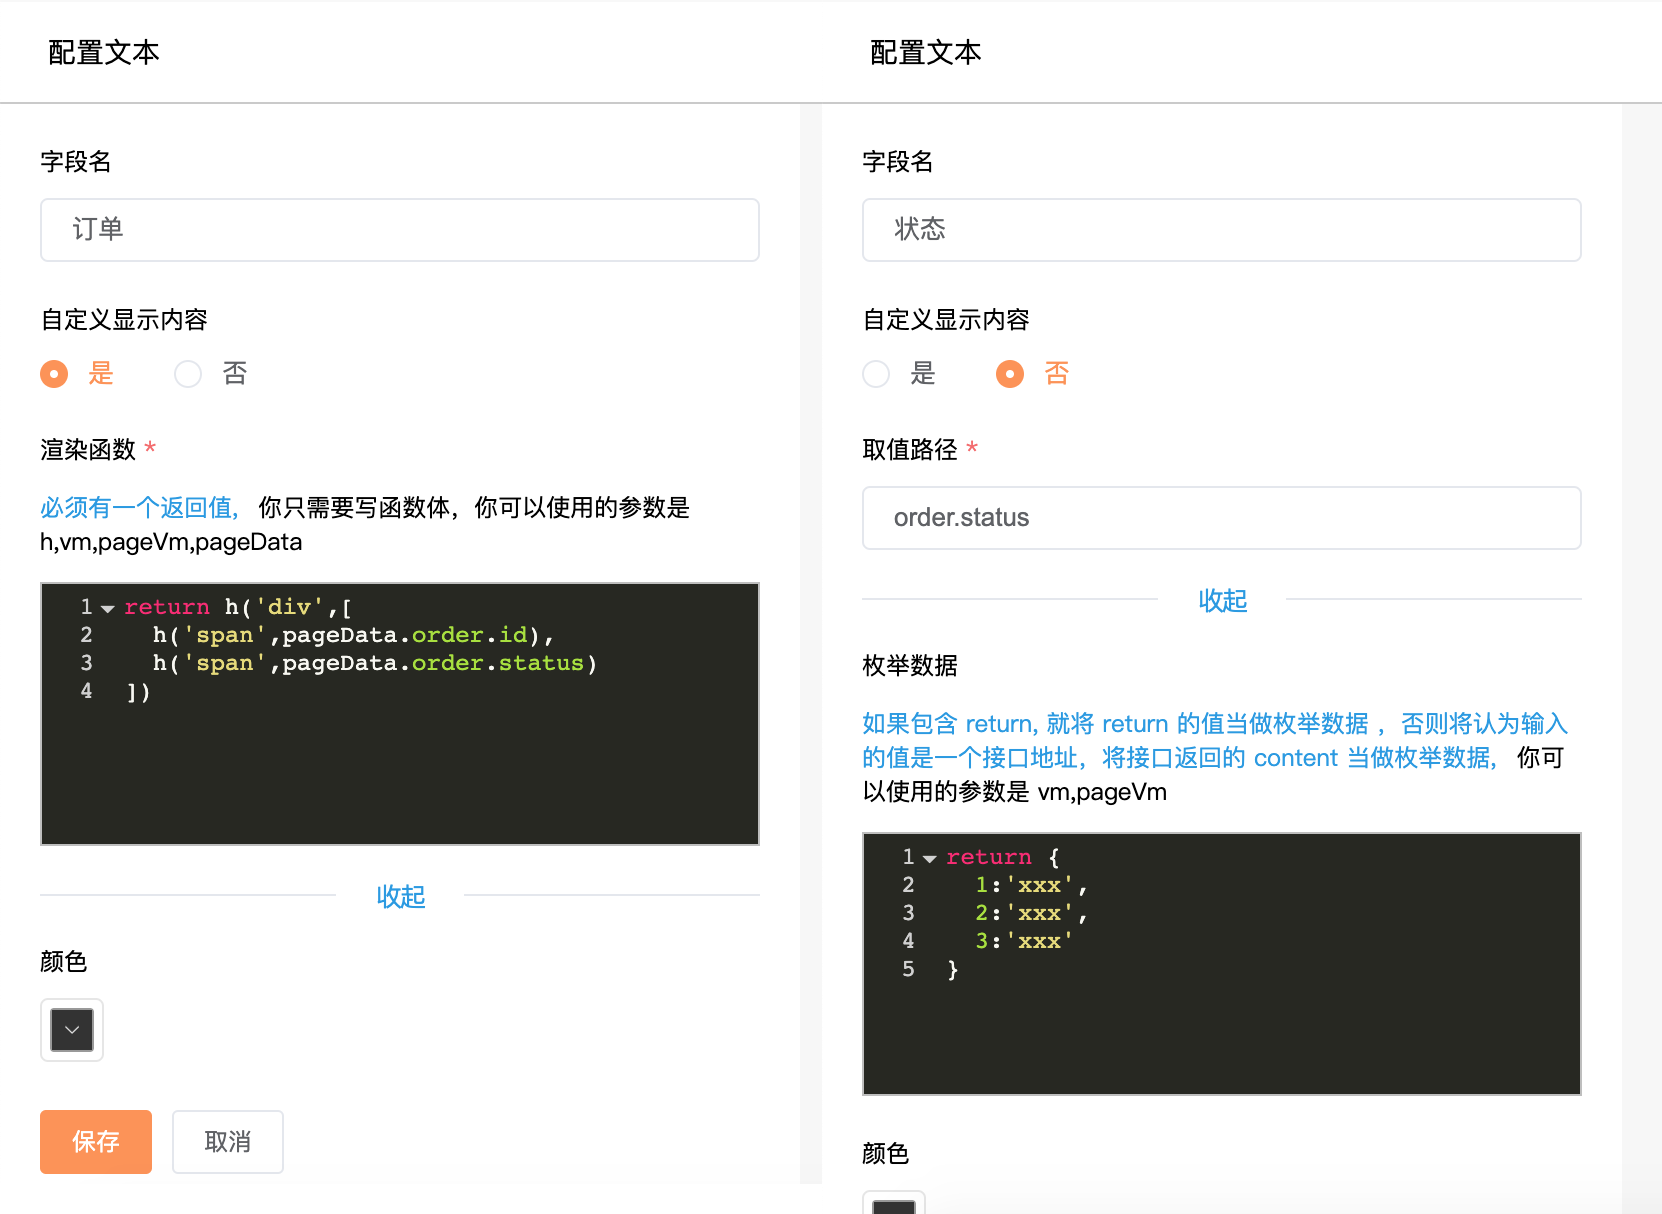 配置文本
字段名
订单
自定义显示内容
是 否
渲染函数 *
必须有一个返回值, 你只需要写函数体，你可以使用的参数是
h,vm,pageVm,pageData
1 return h('div',[
2 h('span',pageData.order.id),
3 h('span',pageData.order.status)
4 ])
收起
颜色
保存 取消
配置文本
字段名
状态
自定义显示内容
是 否
取值路径 *
order.status
收起
枚举数据
如果包含 return, 就将 return 的值当做枚举数据 ，否则将认为输入
的值是一个接口地址，将接口返回的 content 当做枚举数据, 你可
以使用的参数是 vm,pageVm
1 return {
2 1:'xxx',
3 2:'xxx',
4 3:'xxx'
5 }
颜色